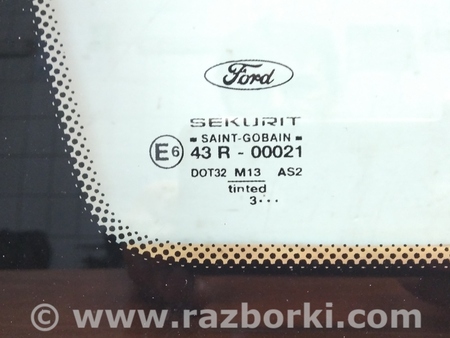 Ford
SEKURIT
SAINT-GOBAIN
E6 43 R - 00021
DOT32 M13 AS2
tinted
3...
© www.razborki.com